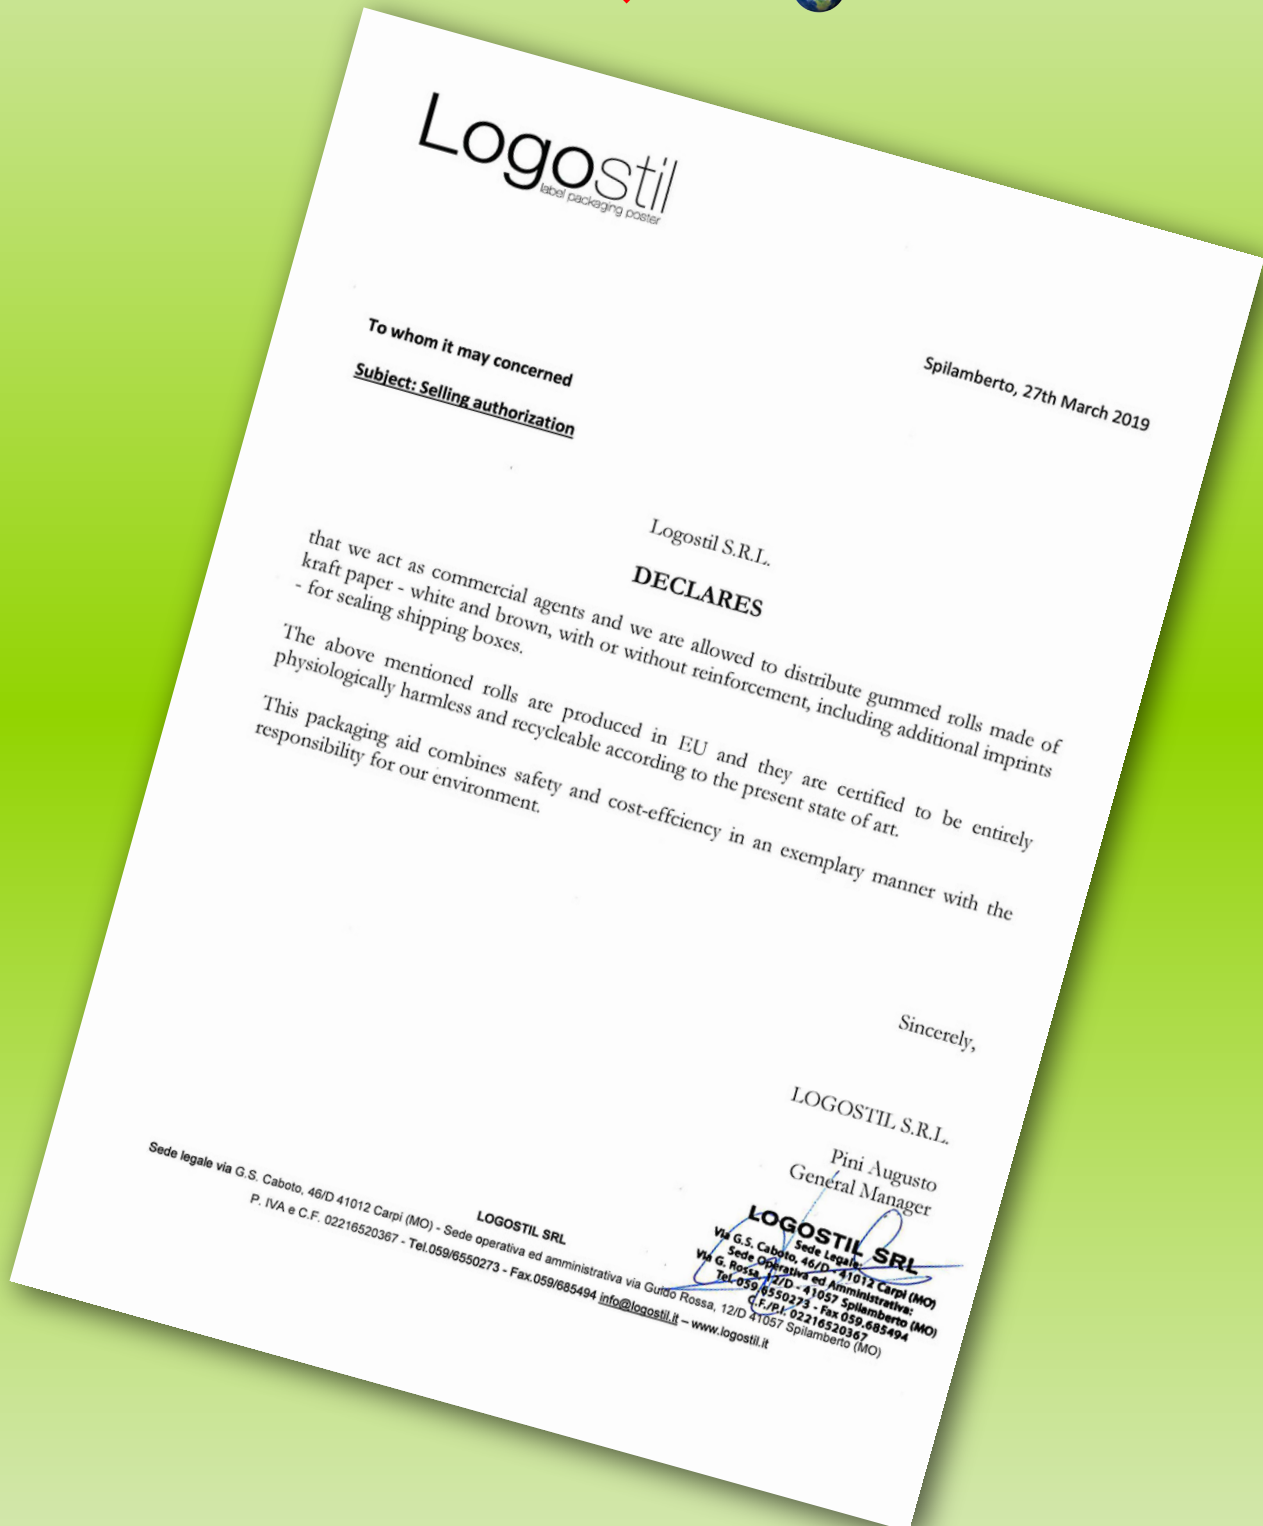 Logostil
label packaging poster
Spilamberto, 27th March 2019
To whom it may concerned
Subject: Selling authorization
Logostil S.R.L.
DECLARES
that we act as commercial agents and we are allowed to distribute gummed rolls made of
kraft paper - white and brown, with or without reinforcement, including additional imprints
- for sealing shipping boxes.
The above mentioned rolls are produced in EU and they are certified to be entirely
physiologically harmless and recycleable according to the present state of art.
This packaging aid combines safety and cost-effciency in an exemplary manner with the
responsibility for our environment.
Sincerely,
LOGOSTIL S.R.L.
Pini Augusto
General Manager
LOGOSTIL SRL
Sede Legale:
Via G.S. Caboto, 46/D - 41012 Carpi (MO)
Sede Operativa ed Amministrativa:
Via G. Rossa, 12/D - 41057 Spilamberto (MO)
Tel. 059/6550273 - Fax 059.685494
C.F./P.I. 02216520367
LOGOSTIL SRL
Sede legale via G.S. Caboto, 46/D 41012 Carpi (MO) - Sede operativa ed amministrativa via Guido Rossa, 12/D 41057 Spilamberto (MO)
P. IVA e C.F. 02216520367 - Tel.059/6550273 - Fax.059/685494 info@logostil.it – www.logostil.it